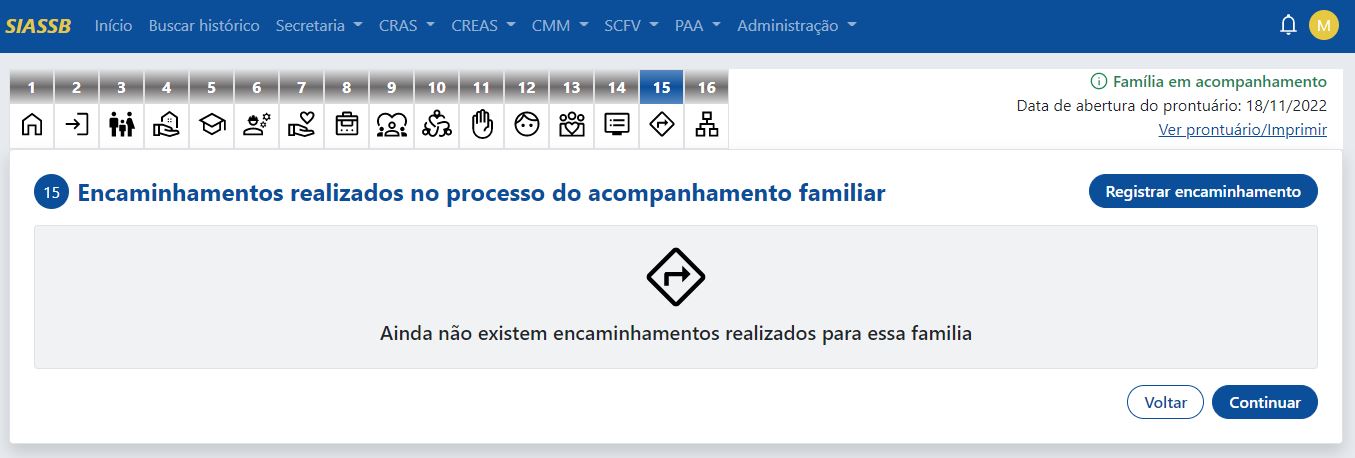 SIASSB Início Buscar histórico Secretaria CRAS CREAS CMM SCFV PAA Administração M
1 2 3 4 5 6 7 8 9 10 11 12 13 14 15 16
Família em acompanhamento
Data de abertura do prontuário: 18/11/2022
Ver prontuário/Imprimir
15 Encaminhamentos realizados no processo do acompanhamento familiar
Registrar encaminhamento
Ainda não existem encaminhamentos realizados para essa familia
Voltar Continuar